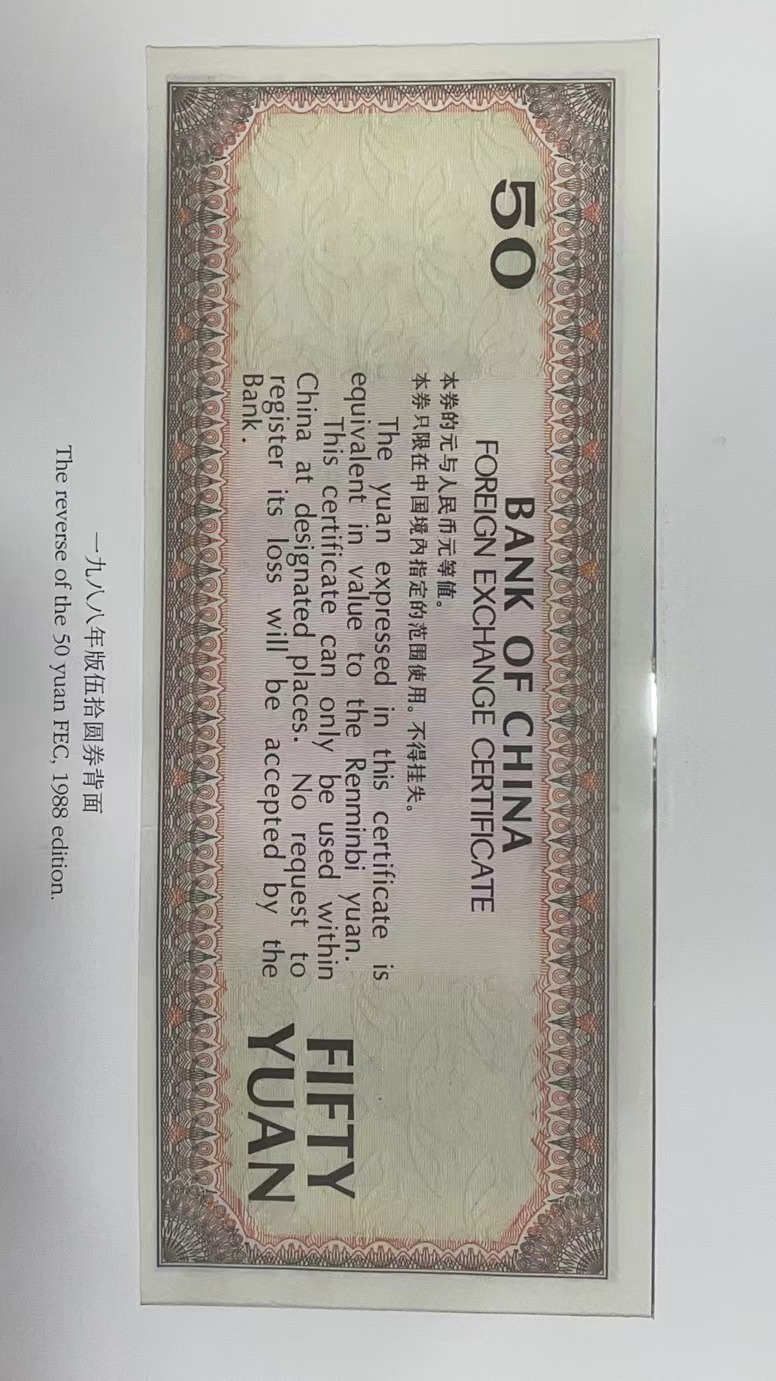 50
BANK OF CHINA
FOREIGN EXCHANGE CERTIFICATE
本券的元与人民币元等值。
本券只限在中国境内指定的范围使用。不得挂失。
The yuan expressed in this certificate is
equivalent in value to the Renminbi yuan.
This certificate can only be used within
China at designated places. No request to
register its loss will be accepted by the
Bank.
FIFTY
YUAN
一九八八年版伍拾圆券背面
The reverse of the 50 yuan FEC, 1988 edition.